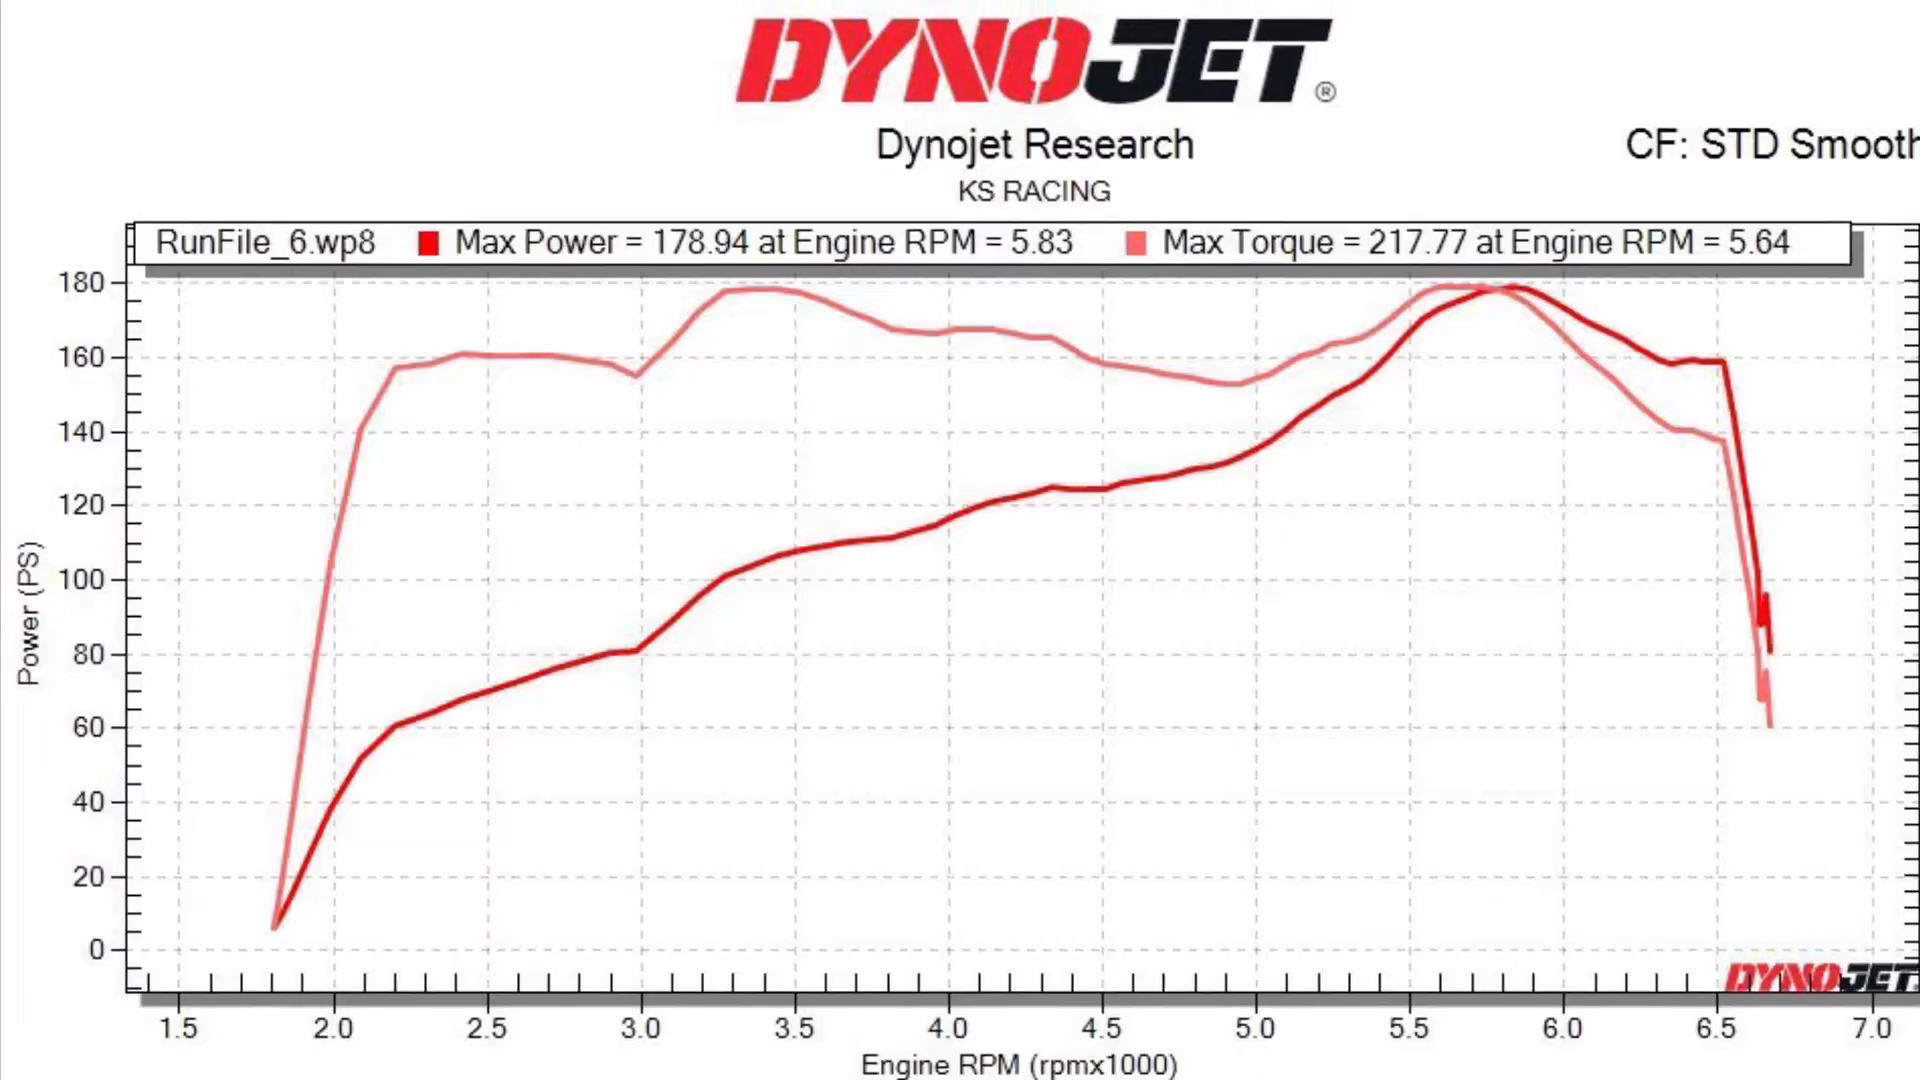 DYNOJET®
Dynojet Research
CF: STD Smooth
KS RACING
RunFile_6.wp8 Max Power = 178.94 at Engine RPM = 5.83 Max Torque = 217.77 at Engine RPM = 5.64
180
160
140
120
100
80
60
40
20
0
Power (PS)
DYNOJET
1.5 2.0 2.5 3.0 3.5 4.0 4.5 5.0 5.5 6.0 6.5 7.0
Engine RPM (rpmx1000)